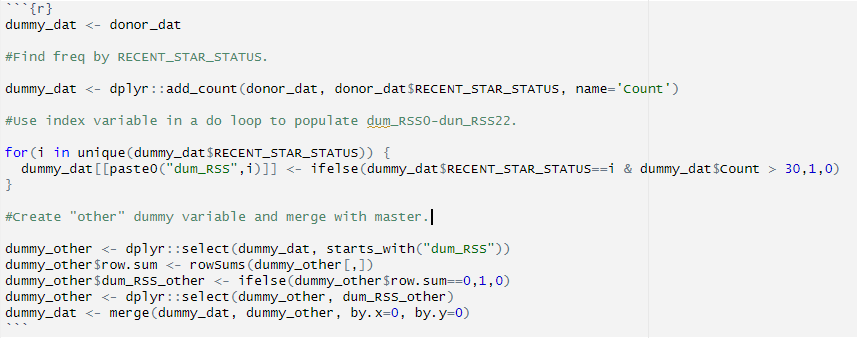 ```{r}
dummy_dat <- donor_dat
#Find freq by RECENT_STAR_STATUS.
dummy_dat <- dplyr::add_count(donor_dat, donor_dat$RECENT_STAR_STATUS, name='Count')
#Use index variable in a do loop to populate dum_RSS0-dun_RSS22.
for(i in unique(dummy_dat$RECENT_STAR_STATUS)) {
  dummy_dat[[paste0("dum_RSS",i)]] <- ifelse(dummy_dat$RECENT_STAR_STATUS==i & dummy_dat$Count > 30,1,0)
}
#Create "other" dummy variable and merge with master.
dummy_other <- dplyr::select(dummy_dat, starts_with("dum_RSS"))
dummy_other$row.sum <- rowSums(dummy_other[,])
dummy_other$dum_RSS_other <- ifelse(dummy_other$row.sum==0,1,0)
dummy_other <- dplyr::select(dummy_other, dum_RSS_other)
dummy_dat <- merge(dummy_dat, dummy_other, by.x=0, by.y=0)
```